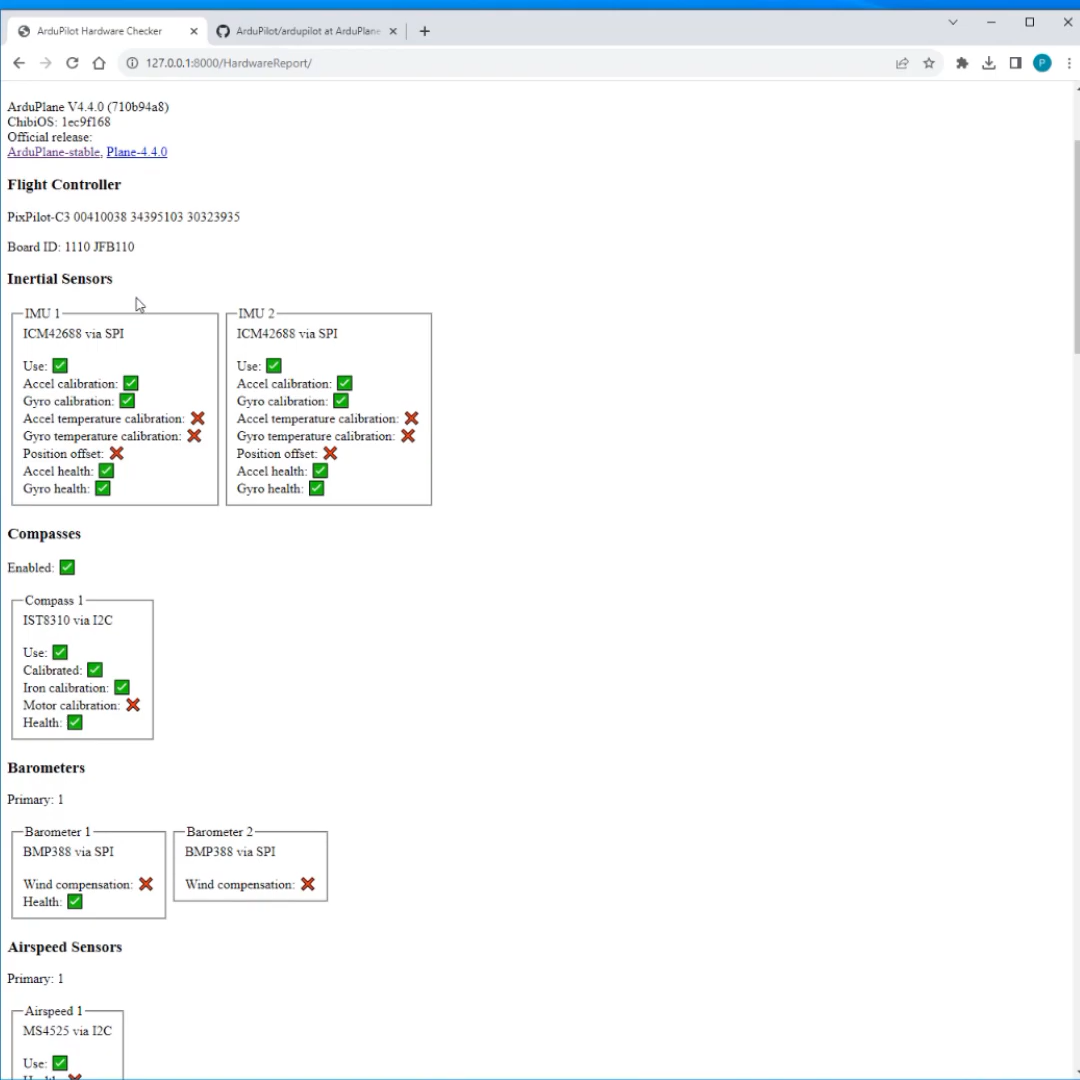 ArduPilot Hardware Checker
ArduPilot/ardupilot at ArduPlane
127.0.0.1:8000/HardwareReport/
P
ArduPlane V4.4.0 (710b94a8)
ChibiOS: 1ec9f168
Official release:
ArduPlane-stable, Plane-4.4.0
Flight Controller
PixPilot-C3 00410038 34395103 30323935
Board ID: 1110 JFB110
Inertial Sensors
IMU 1
ICM42688 via SPI
Use: ✅
Accel calibration: ✅
Gyro calibration: ✅
Accel temperature calibration: ❌
Gyro temperature calibration: ❌
Position offset: ❌
Accel health: ✅
Gyro health: ✅
IMU 2
ICM42688 via SPI
Use: ✅
Accel calibration: ✅
Gyro calibration: ✅
Accel temperature calibration: ❌
Gyro temperature calibration: ❌
Position offset: ❌
Accel health: ✅
Gyro health: ✅
Compasses
Enabled: ✅
Compass 1
IST8310 via I2C
Use: ✅
Calibrated: ✅
Iron calibration: ✅
Motor calibration: ❌
Health: ✅
Barometers
Primary: 1
Barometer 1
BMP388 via SPI
Wind compensation: ❌
Health: ✅
Barometer 2
BMP388 via SPI
Wind compensation: ❌
Airspeed Sensors
Primary: 1
Airspeed 1
MS4525 via I2C
Use: ✅